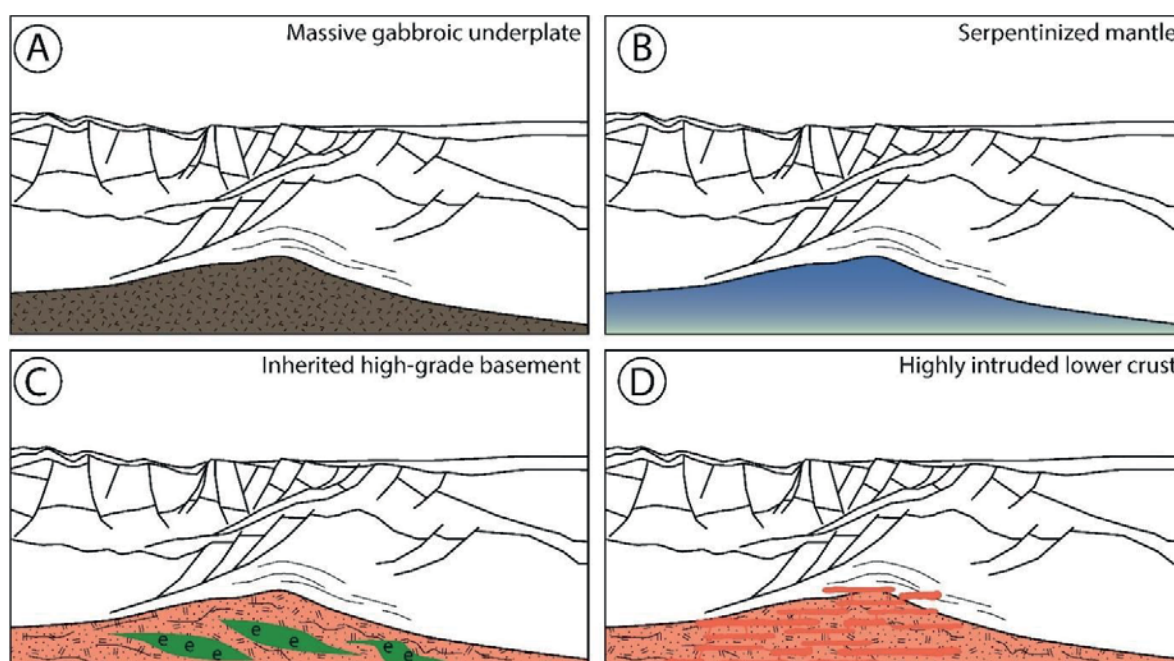 A
Massive gabbroic underplate
B
Serpentinized mantle
C
Inherited high-grade basement
e e e e e e e
D
Highly intruded lower crust